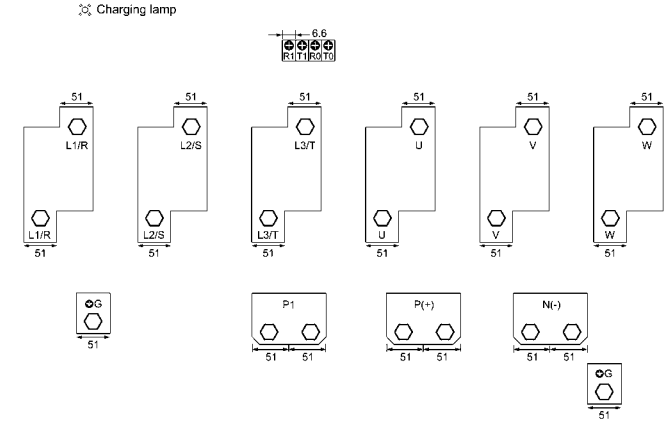 Charging lamp
6.6
R1 T1 R0 T0
51 51 51 51 51 51
L1/R L2/S L3/T U V W
L1/R L2/S L3/T U V W
51 51 51 51 51 51
G P1 P(+) N(-)
51 51 51 51 51 51 51
G
51